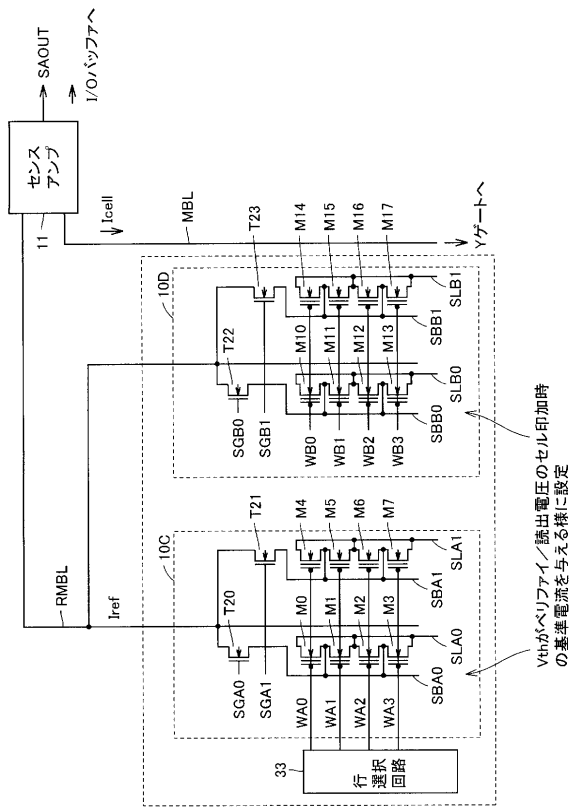 センス
アンプ
11
SAOUT
I/Oバッファへ
Icell
MBL
Yゲートへ
RMBL
Iref
10C
T20
T21
SGA0
SGA1
WA0
WA1
WA2
WA3
M0
M1
M2
M3
M4
M5
M6
M7
SBA0
SLA0
SBA1
SLA1
33
行
選択
回路
10D
T22
T23
SGB0
SGB1
WB0
WB1
WB2
WB3
M10
M11
M12
M13
M14
M15
M16
M17
SBB0
SLB0
SBB1
SLB1
Vthがベリファイ/読出電圧のセル印加時
の基準電流を与える様に設定